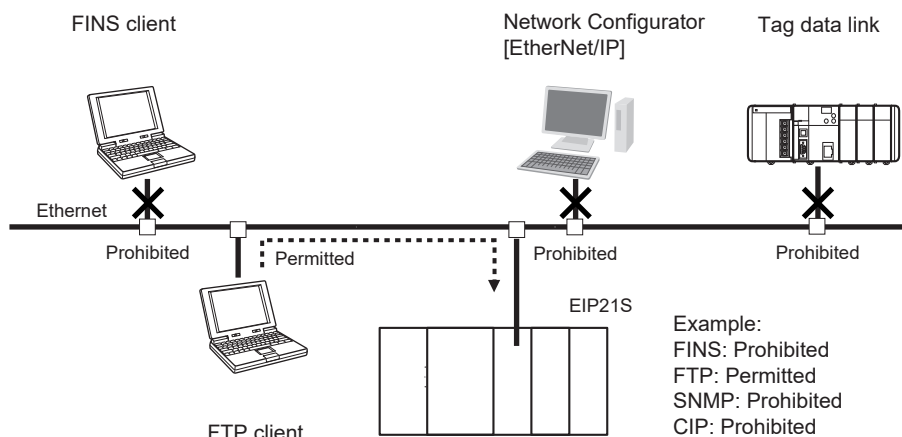 FINS client
Network Configurator
[EtherNet/IP]
Tag data link
Ethernet
Prohibited
Permitted
Prohibited
Prohibited
EIP21S
FTP client
Example:
FINS: Prohibited
FTP: Permitted
SNMP: Prohibited
CIP: Prohibited